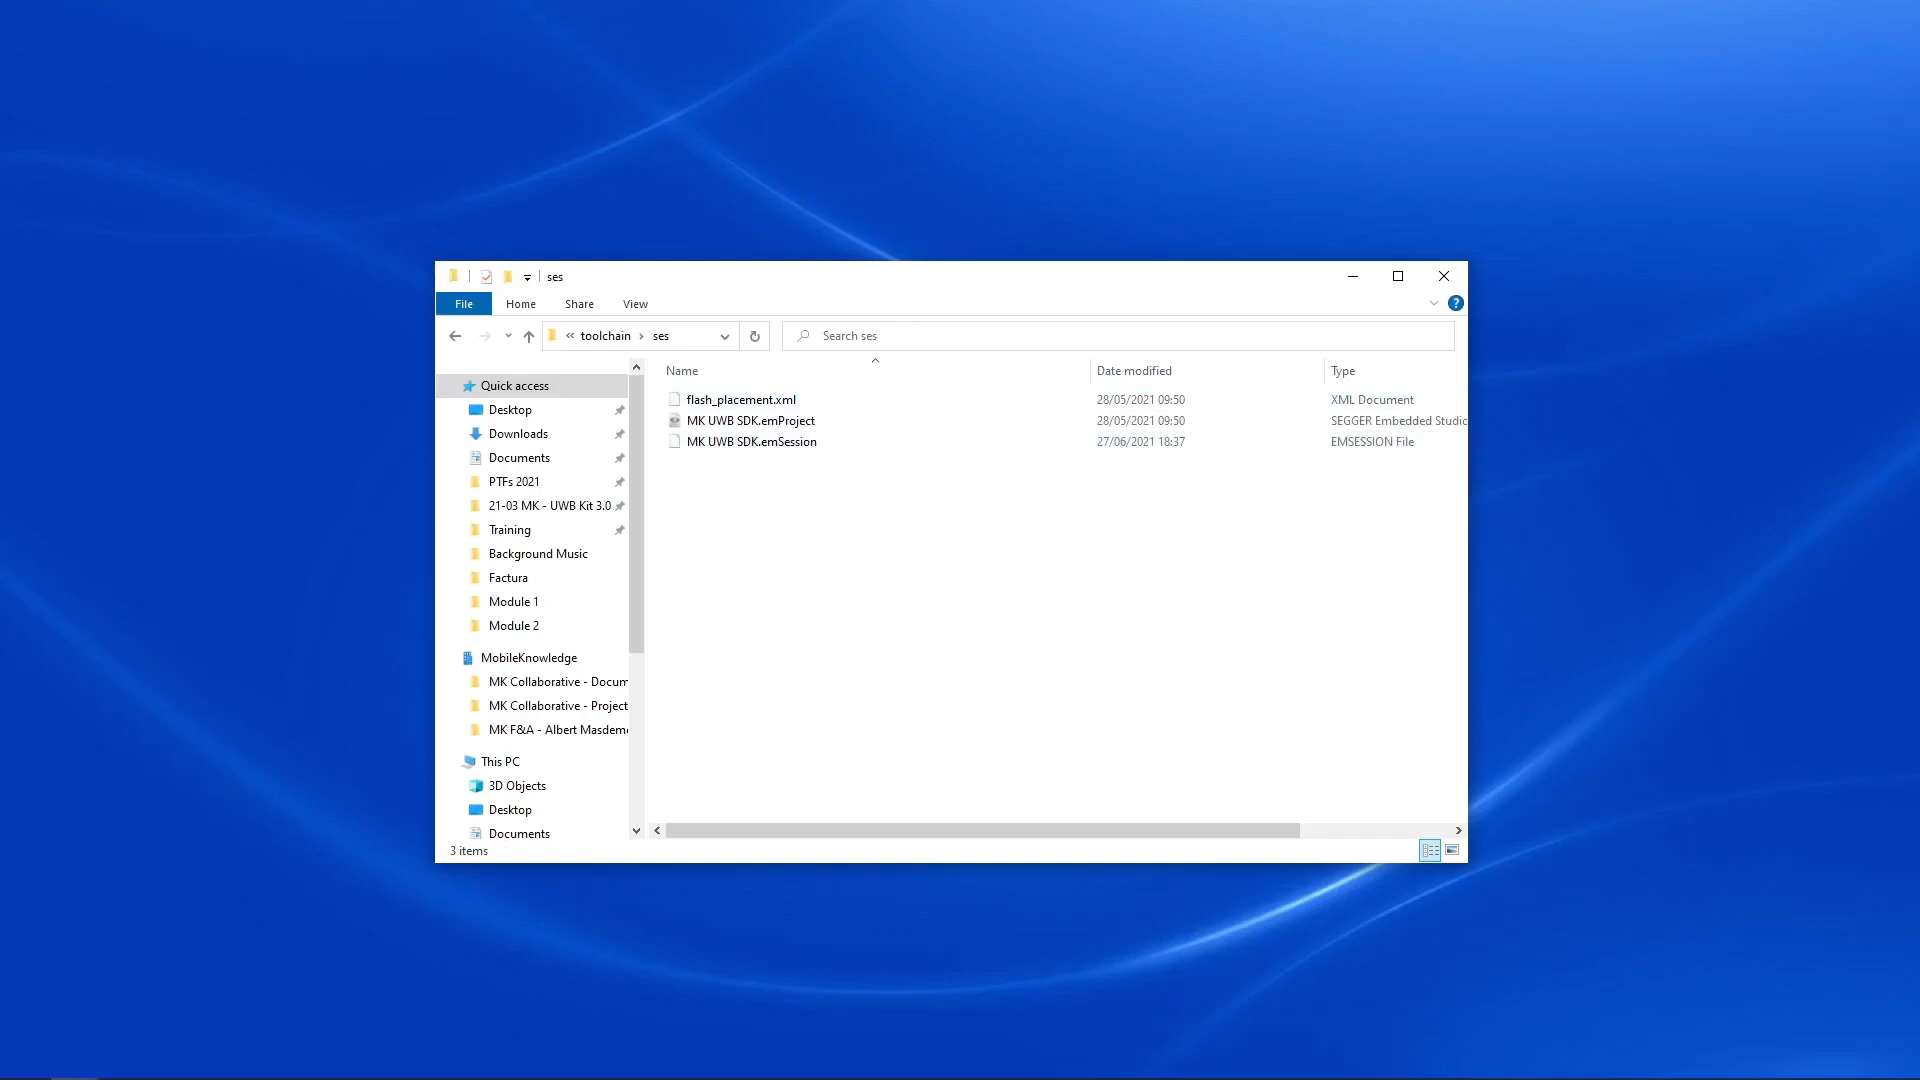 ses
File Home Share View
« toolchain › ses
Search ses
Name Date modified Type
flash_placement.xml 28/05/2021 09:50 XML Document
MK UWB SDK.emProject 28/05/2021 09:50 SEGGER Embedded Studio
MK UWB SDK.emSession 27/06/2021 18:37 EMSESSION File
Quick access
Desktop
Downloads
Documents
PTFs 2021
21-03 MK - UWB Kit 3.0
Training
Background Music
Factura
Module 1
Module 2
MobileKnowledge
MK Collaborative - Docum
MK Collaborative - Project
MK F&A - Albert Masdem
This PC
3D Objects
Desktop
Documents
3 items